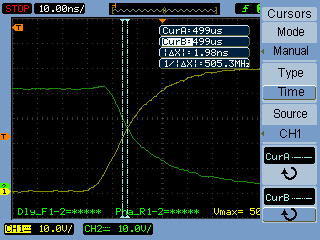 STOP 10.00ns/
Cursors
Mode
Manual
Type
Time
Source
CH1
CurA:
CurB:
CurA:499us
CurB:499us
|ΔX|:1.98ns
1/|ΔX|:505.3MHz
T
T
1
Dly_F1-2=***** Pha_R1-2=***** Vmax= 50
CH1 10.0V/ CH2 10.0V/